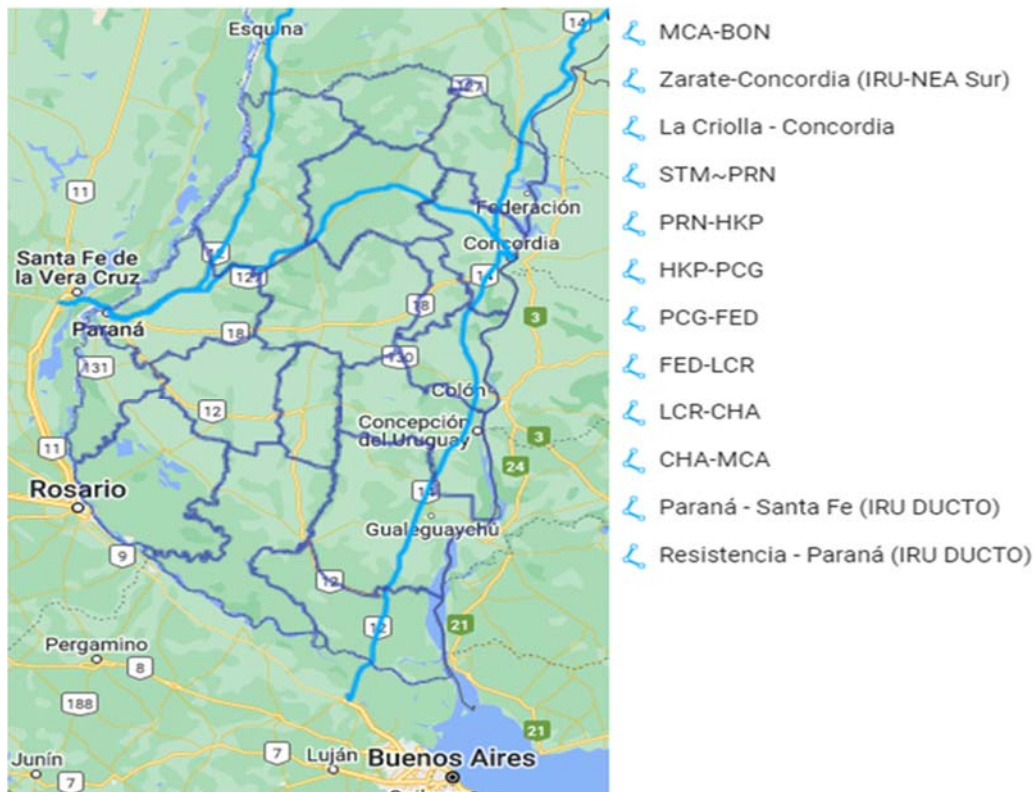 Esquina
14
127
11
Federación
Santa Fe de
la Vera Cruz
12
Concordia
127
14
Paraná
18
18
3
131
130
12
Colón
Concepción
del Uruguay
3
11
24
Rosario
14
Gualeguaychú
9
12
12
21
Pergamino
8
188
21
7
Luján
Buenos Aires
Junín
7
MCA-BON
Zarate-Concordia (IRU-NEA Sur)
La Criolla - Concordia
STM~PRN
PRN-HKP
HKP-PCG
PCG-FED
FED-LCR
LCR-CHA
CHA-MCA
Paraná - Santa Fe (IRU DUCTO)
Resistencia - Paraná (IRU DUCTO)